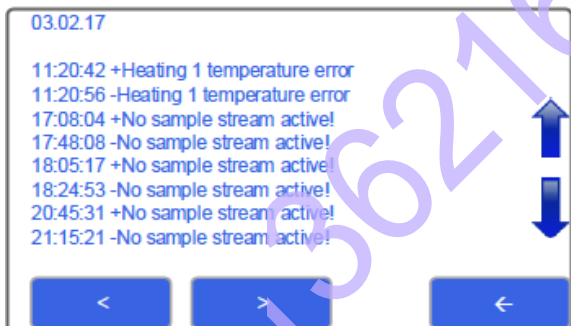 03.02.17
11:20:42 +Heating 1 temperature error
11:20:56 -Heating 1 temperature error
17:08:04 +No sample stream active!
17:48:08 -No sample stream active!
18:05:17 +No sample stream active!
18:24:53 -No sample stream active!
20:45:31 +No sample stream active!
21:15:21 -No sample stream active!
< > ←